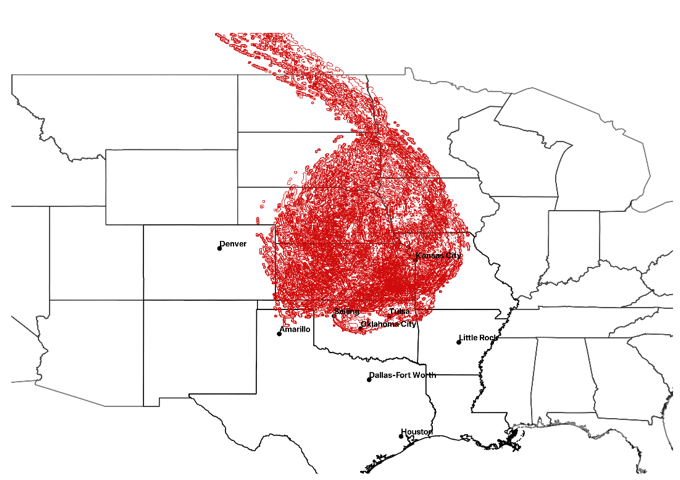 Denver
Kansas City
Salina
Tulsa
Oklahoma City
Amarillo
Little Rock
Dallas-Fort Worth
Houston